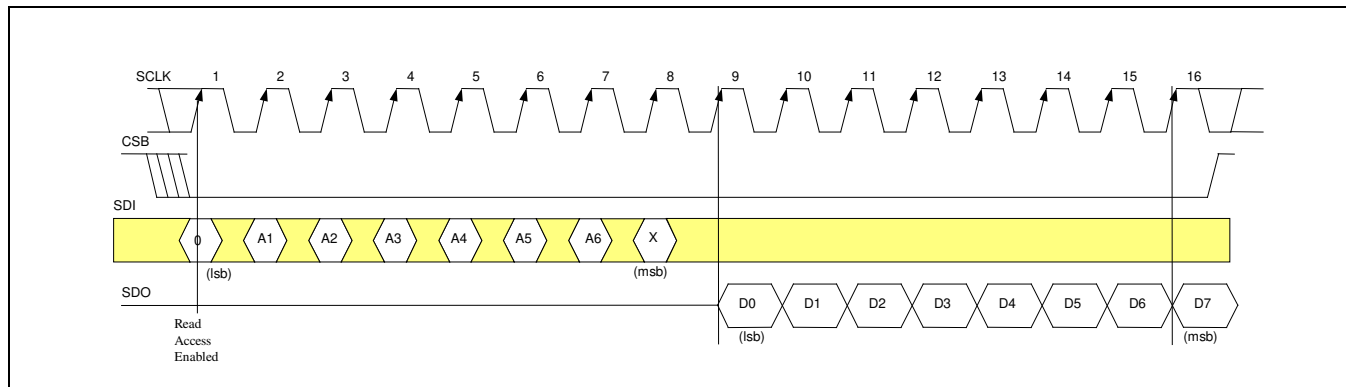 SCLK 1 2 3 4 5 6 7 8 9 10 11 12 13 14 15 16
CSB
SDI
0 A1 A2 A3 A4 A5 A6 X
(lsb) (msb)
SDO
D0 D1 D2 D3 D4 D5 D6 D7
(lsb) (msb)
Read
Access
Enabled